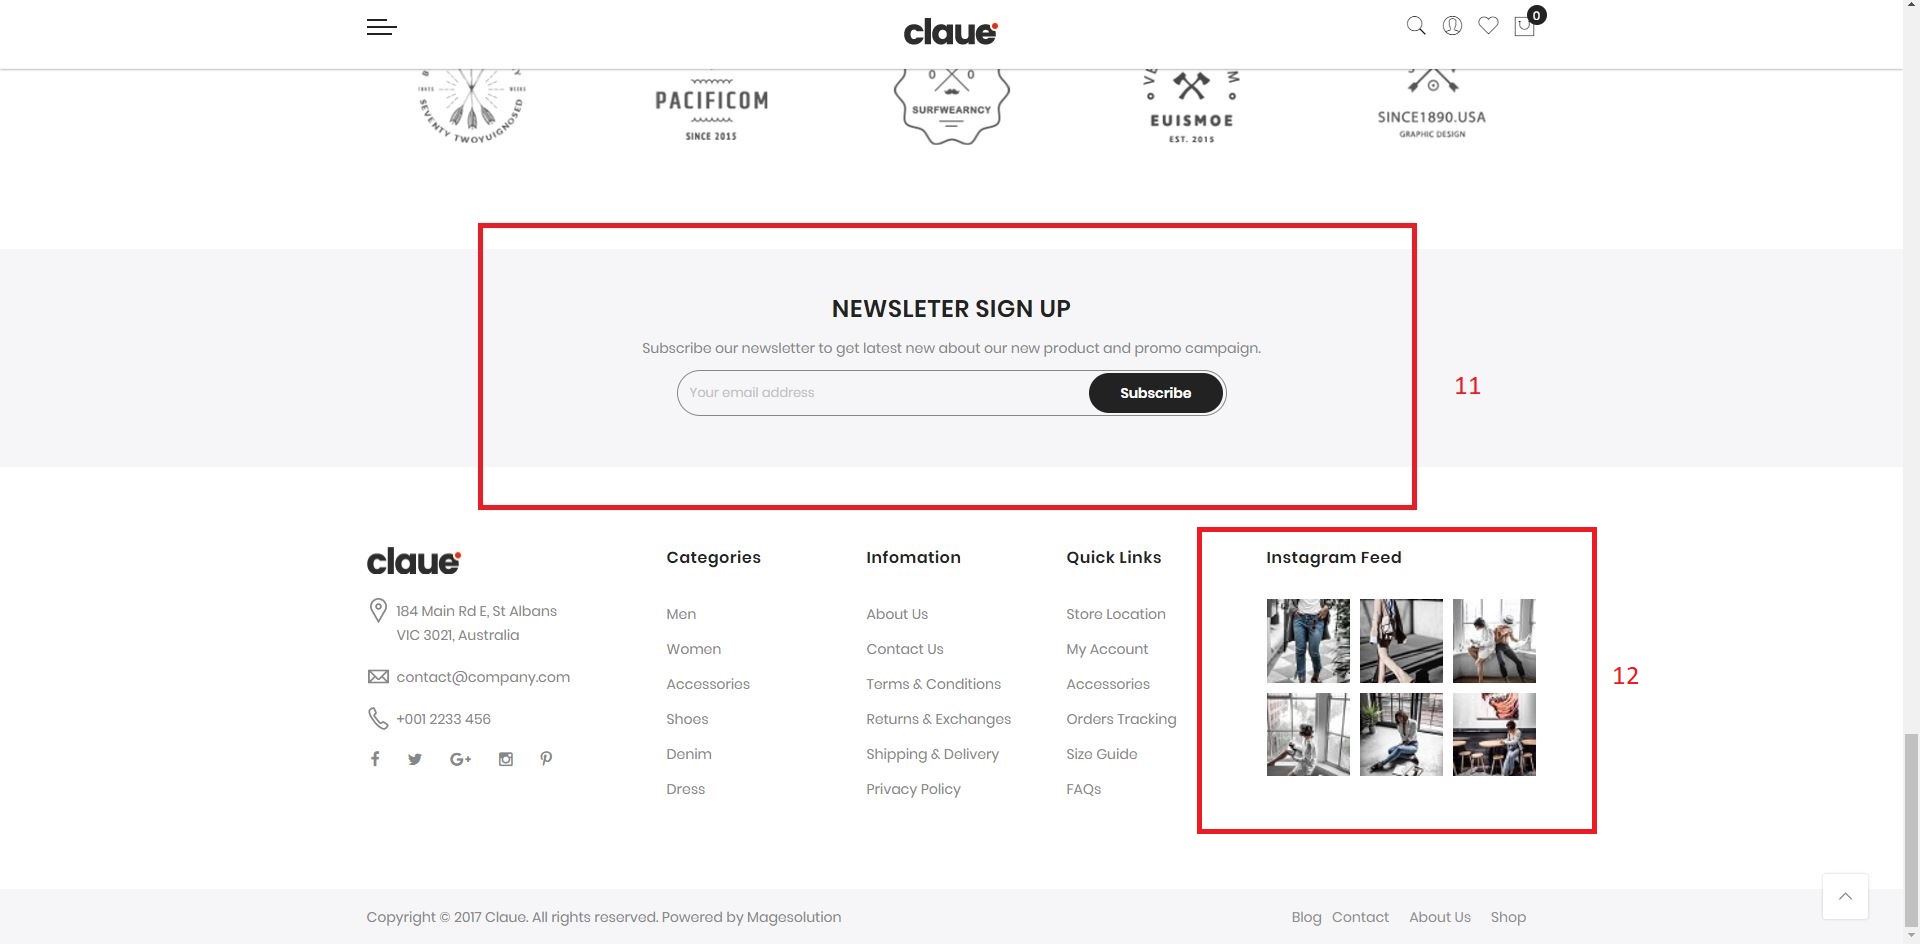 claue
0
SEVENTY TWOYUIGNOSED
PACIFICOM
SINCE 2015
SURFWEARNCY
EUISMOE
EST. 2015
SINCE1890.USA
GRAPHIC DESIGN
NEWSLETER SIGN UP
Subscribe our newsletter to get latest new about our new product and promo campaign.
Your email address
Subscribe
11
claue
184 Main Rd E, St Albans
VIC 3021, Australia
contact@company.com
+001 2233 456
Categories
Men
Women
Accessories
Shoes
Denim
Dress
Infomation
About Us
Contact Us
Terms & Conditions
Returns & Exchanges
Shipping & Delivery
Privacy Policy
Quick Links
Store Location
My Account
Accessories
Orders Tracking
Size Guide
FAQs
Instagram Feed
12
Copyright © 2017 Claue. All rights reserved. Powered by Magesolution
Blog Contact About Us Shop